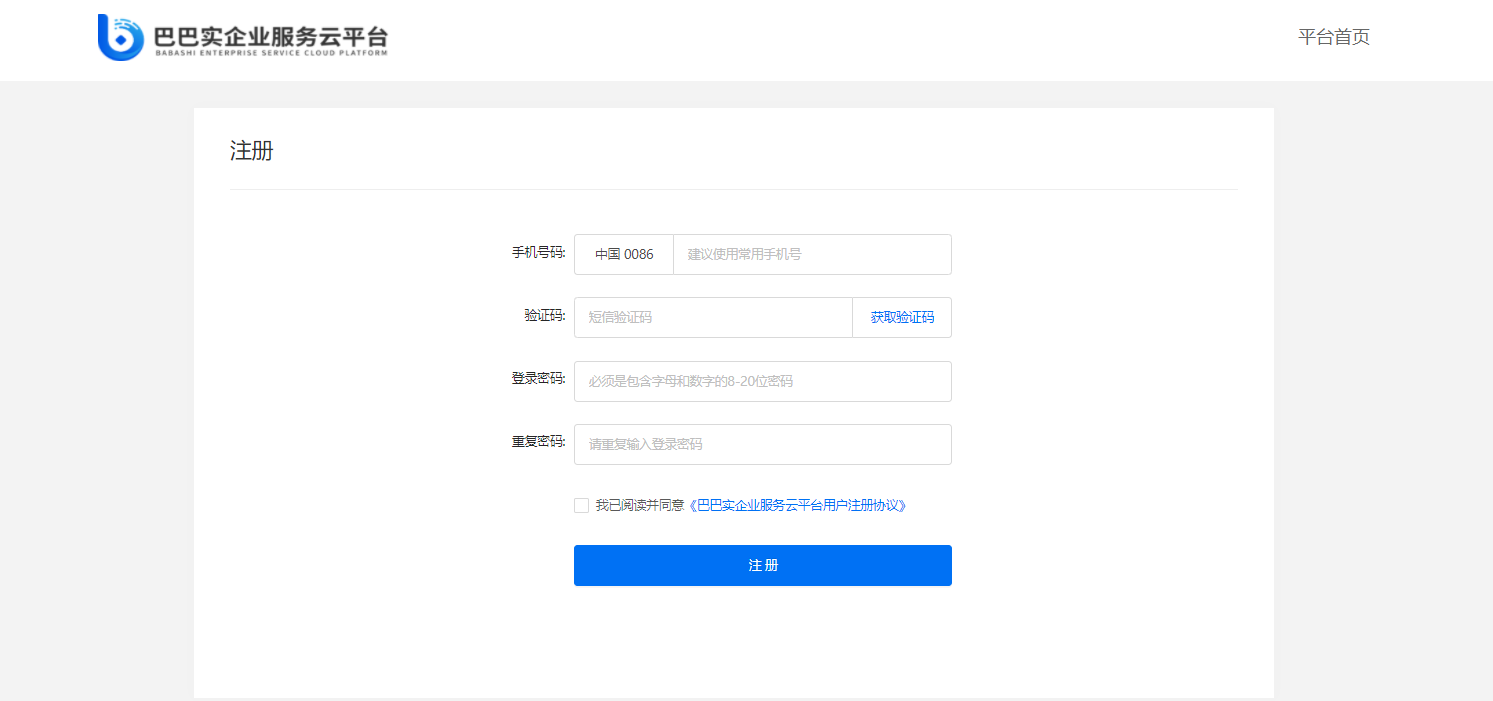 巴巴实企业服务云平台
BABASHI ENTERPRISE SERVICE CLOUD PLATFORM
平台首页
注册
手机号码: 中国 0086 建议使用常用手机号
验证码: 短信验证码 获取验证码
登录密码: 必须是包含字母和数字的8-20位密码
重复密码: 请重复输入登录密码
我已阅读并同意《巴巴实企业服务云平台用户注册协议》
注 册